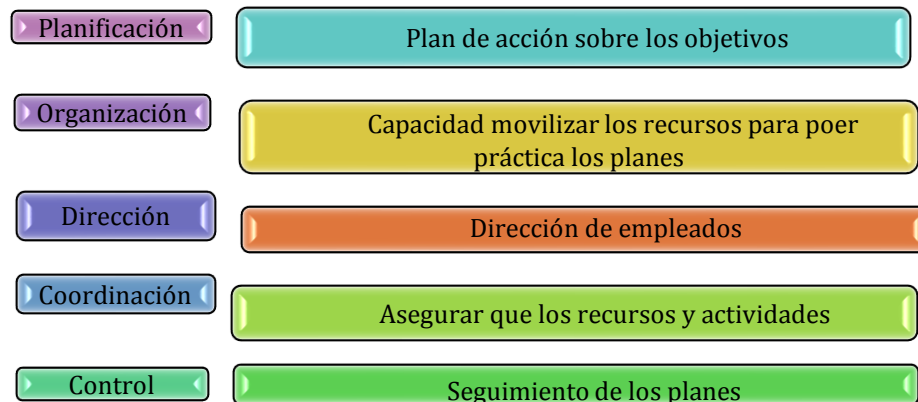 Planificación
Plan de acción sobre los objetivos
Organización
Capacidad movilizar los recursos para poer
práctica los planes
Dirección
Dirección de empleados
Coordinación
Asegurar que los recursos y actividades
Control
Seguimiento de los planes